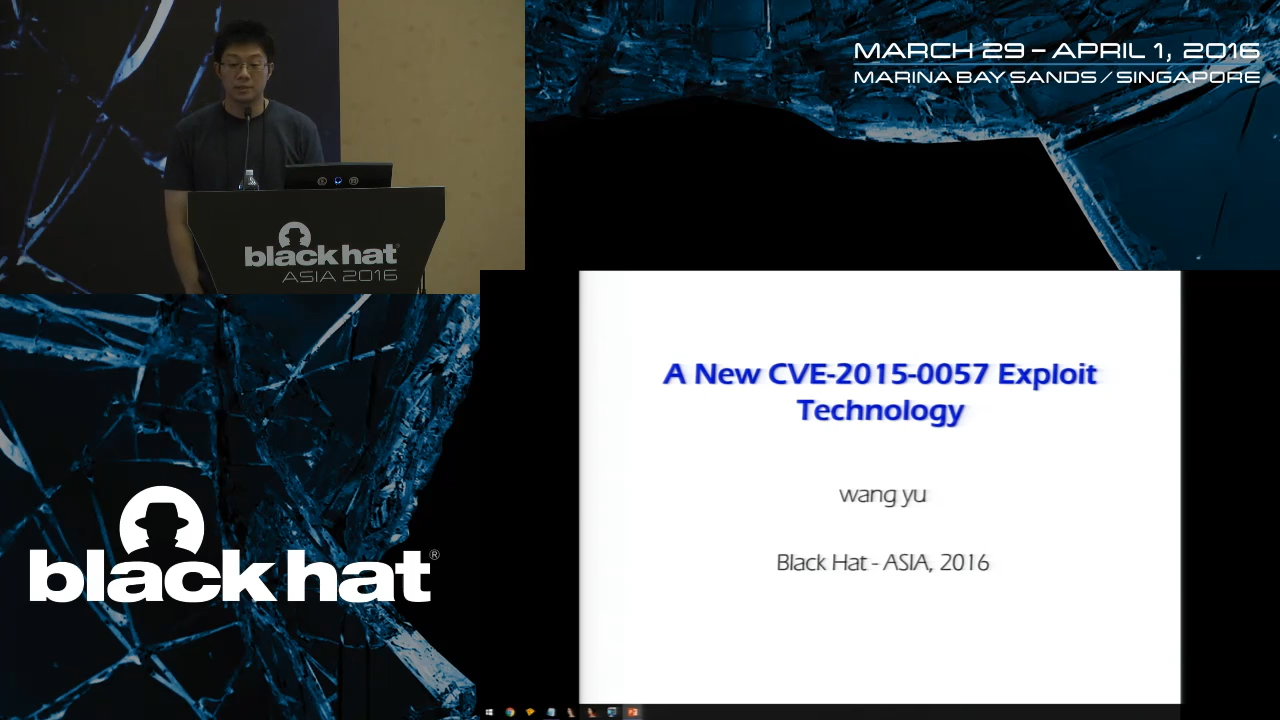 MARCH 29 – APRIL 1, 2016
MARINA BAY SANDS / SINGAPORE
black hat®
ASIA 2016
A New CVE-2015-0057 Exploit
Technology
wang yu
Black Hat - ASIA, 2016
black hat®